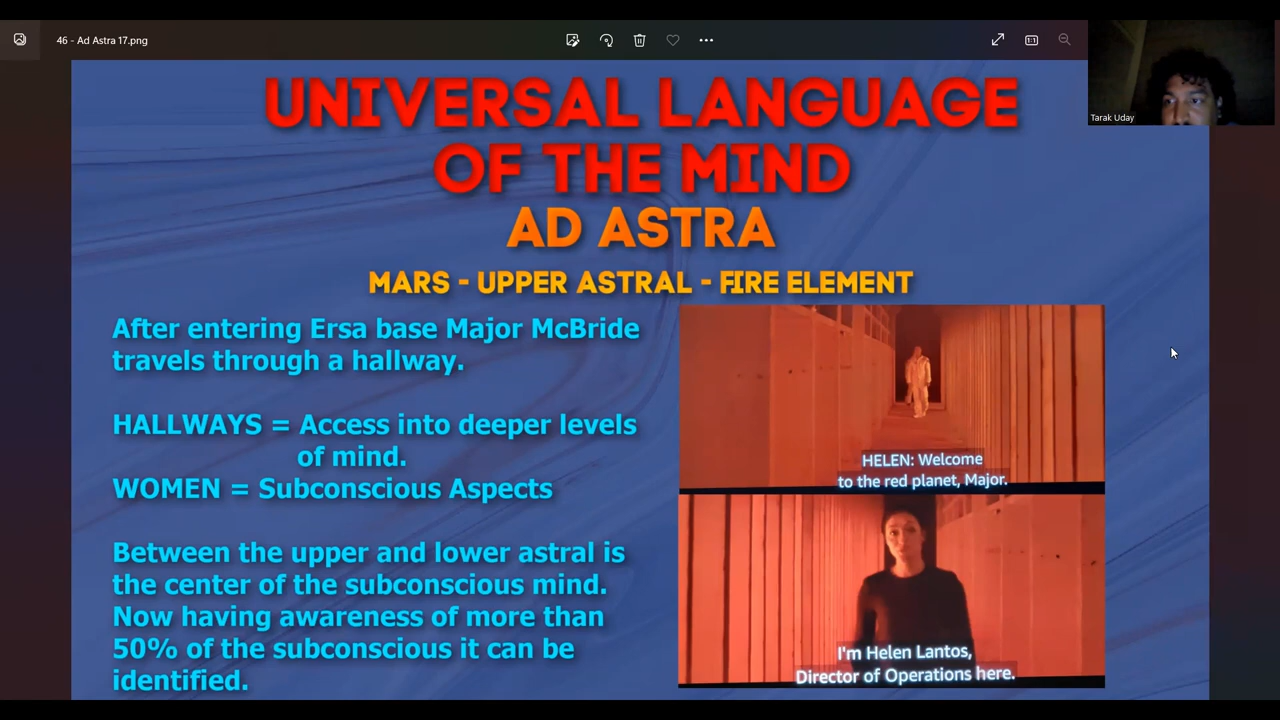 46 - Ad Astra 17.png
1:1
Tarak Uday
UNIVERSAL LANGUAGE
OF THE MIND
AD ASTRA
MARS - UPPER ASTRAL - FIRE ELEMENT
After entering Ersa base Major McBride
travels through a hallway.
HALLWAYS = Access into deeper levels
of mind.
WOMEN = Subconscious Aspects
Between the upper and lower astral is
the center of the subconscious mind.
Now having awareness of more than
50% of the subconscious it can be
identified.
HELEN: Welcome
to the red planet, Major.
I'm Helen Lantos,
Director of Operations here.